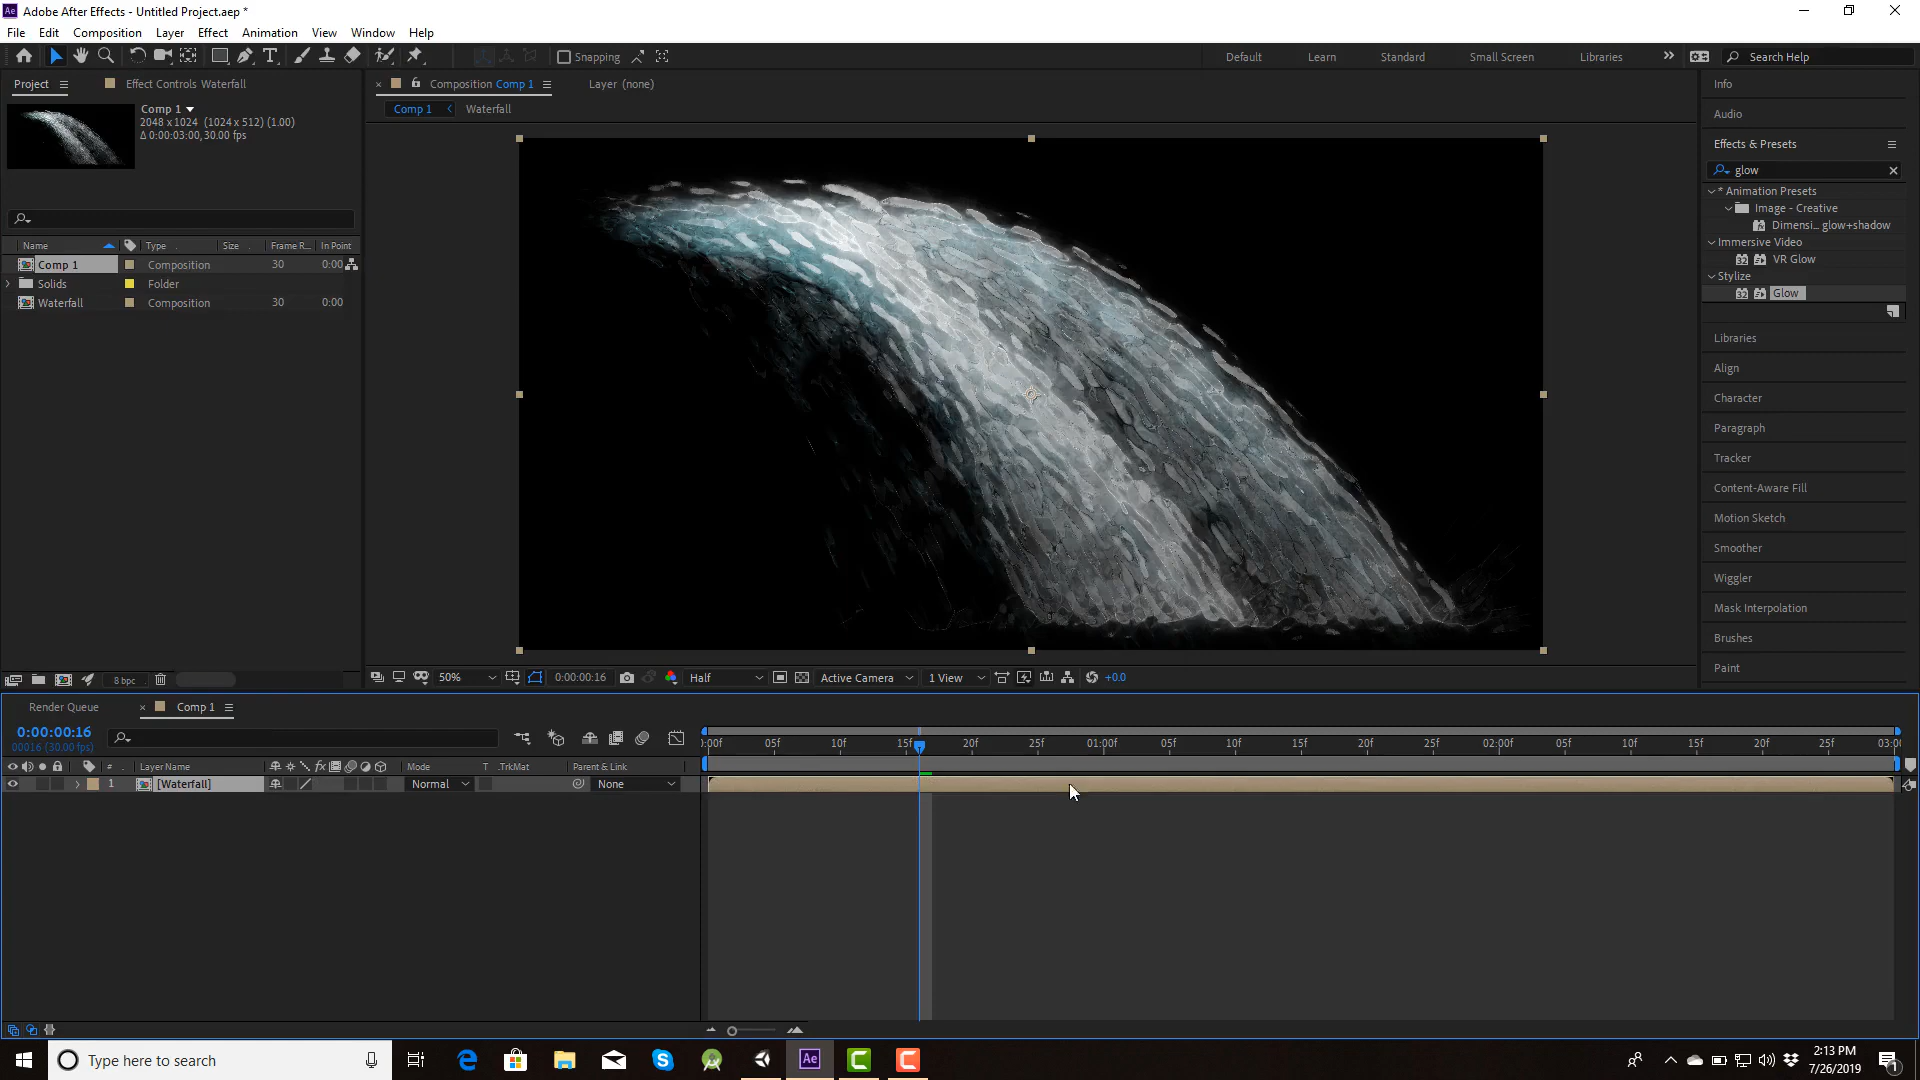 Adobe After Effects - Untitled Project.aep *
File Edit Composition Layer Effect Animation View Window Help
Snapping
Default Learn Standard Small Screen Libraries Search Help
Project Effect Controls Waterfall
Composition Comp 1 Layer (none)
Comp 1 Waterfall
Comp 1
2048 x 1024 (1024 x 512) (1.00)
Δ 0:00:03:00, 30.00 fps
Name Type Size Frame R... In Point
Comp 1 Composition 30 0:00
Solids Folder
Waterfall Composition 30 0:00
8 bpc
50% 0:00:00:16 Half Active Camera 1 View +0.0
Info
Audio
Effects & Presets
glow
* Animation Presets
Image - Creative
Dimensi... glow+shadow
Immersive Video
32 VR Glow
Stylize
32 Glow
Libraries
Align
Character
Paragraph
Tracker
Content-Aware Fill
Motion Sketch
Smoother
Wiggler
Mask Interpolation
Brushes
Paint
Render Queue Comp 1
0:00:00:16
00016 (30.00 fps)
:00f 05f 10f 15f 20f 25f 01:00f 05f 10f 15f 20f 25f 02:00f 05f 10f 15f 20f 25f 03:00
# Layer Name Mode T .TrkMat Parent & Link
1 [Waterfall] Normal None
Type here to search
Ae
2:13 PM
7/26/2019
1